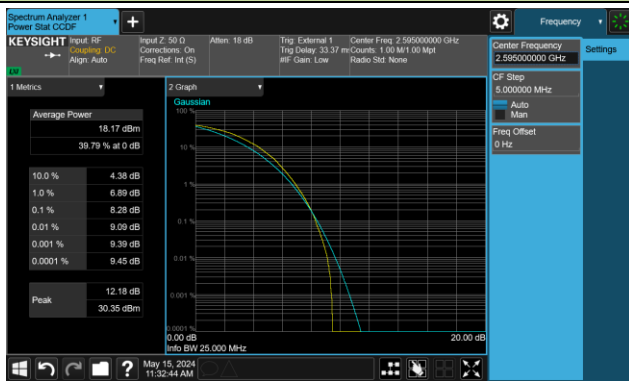 Spectrum Analyzer 1
Power Stat CCDF
Frequency
KEYSIGHT
Input: RF
Coupling: DC
Align: Auto
Input Z: 50 Ω
Corrections: On
Freq Ref: Int (S)
Atten: 18 dB
Trig: External 1
Trig Delay: 33.37 m
#IF Gain: Low
Center Freq: 2.595000000 GHz
Counts: 1.00 M/1.00 Mpt
Radio Std: None
Center Frequency
2.595000000 GHz
Settings
CF Step
5.000000 MHz
Auto
Man
Freq Offset
0 Hz
1 Metrics
Average Power
18.17 dBm
39.79 % at 0 dB
10.0 % 4.38 dB
1.0 % 6.89 dB
0.1 % 8.28 dB
0.01 % 9.09 dB
0.001 % 9.39 dB
0.0001 % 9.45 dB
Peak
12.18 dB
30.35 dBm
2 Graph
Gaussian
100 %
10 %
1 %
0.1 %
0.01 %
0.001 %
0.0001 %
0.00 dB
20.00 dB
Info BW 25.000 MHz
?
May 15, 2024
11:32:44 AM